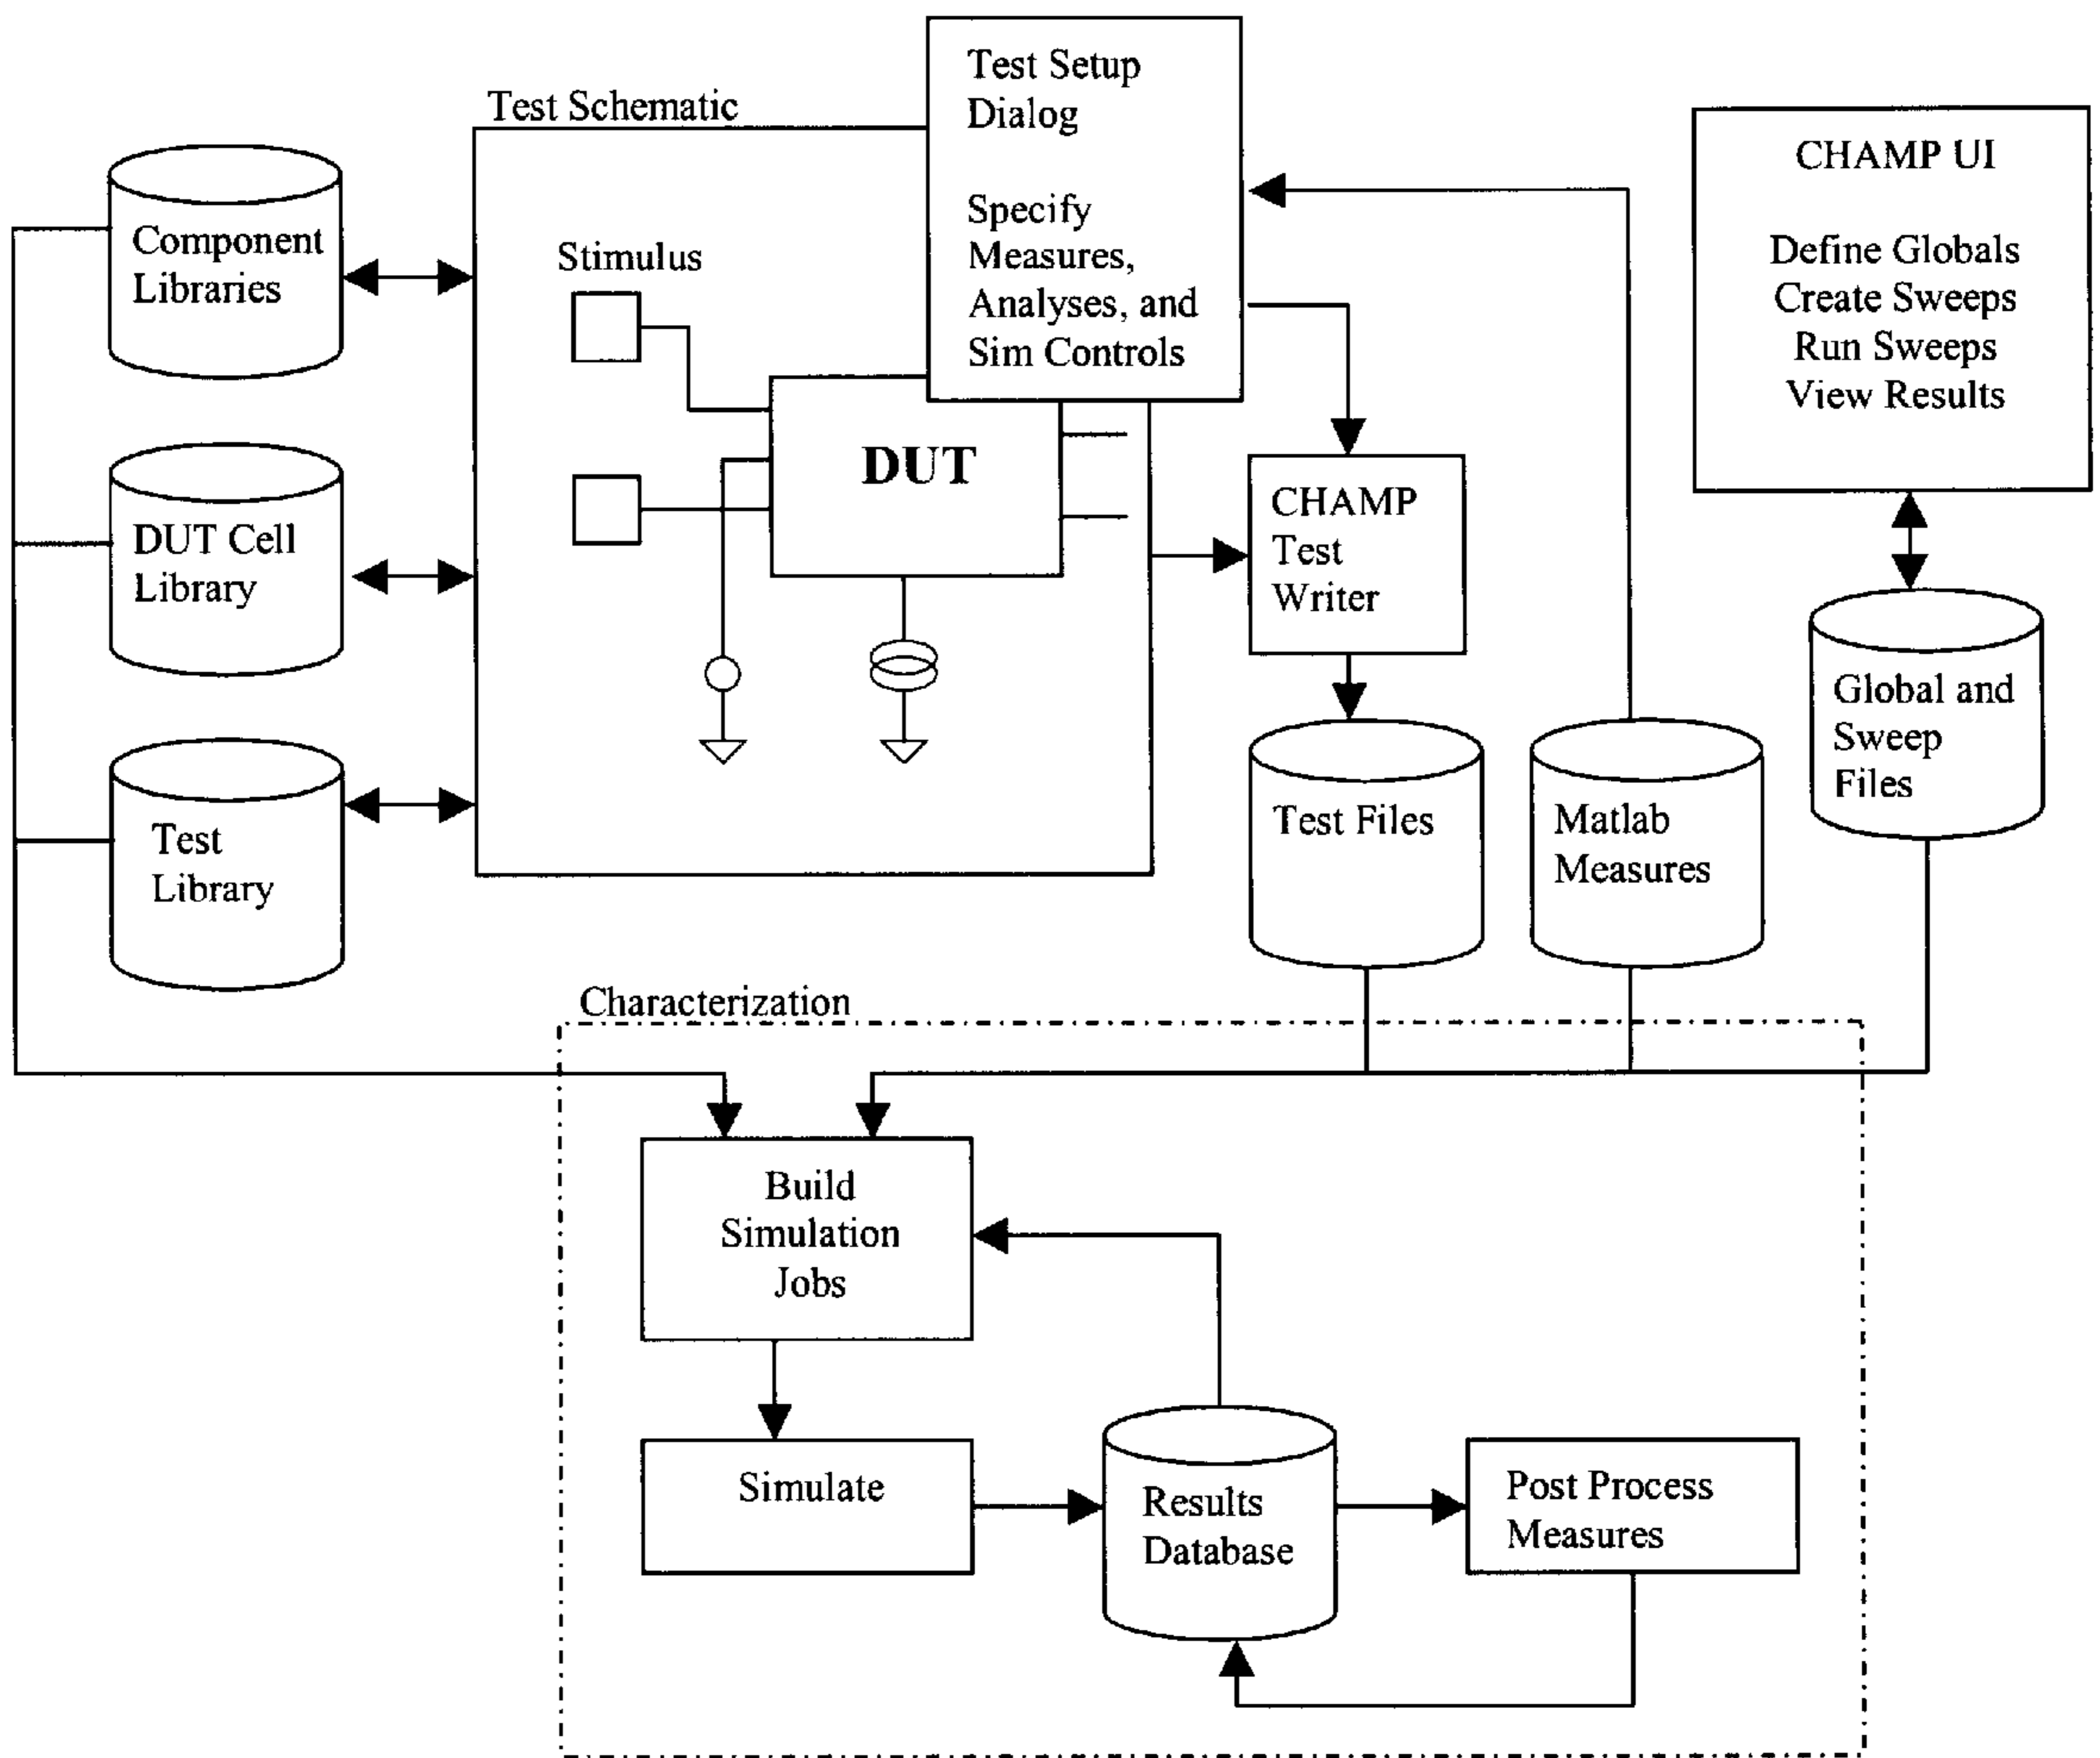 Test Setup
Dialog
Specify
Measures,
Analyses, and
Sim Controls
Test Schematic
CHAMP UI
Define Globals
Create Sweeps
Run Sweeps
View Results
Component
Libraries
Stimulus
DUT
DUT Cell
Library
CHAMP
Test
Writer
Global and
Sweep
Files
Test
Library
Test Files
Matlab
Measures
Characterization
Build
Simulation
Jobs
Simulate
Results
Database
Post Process
Measures